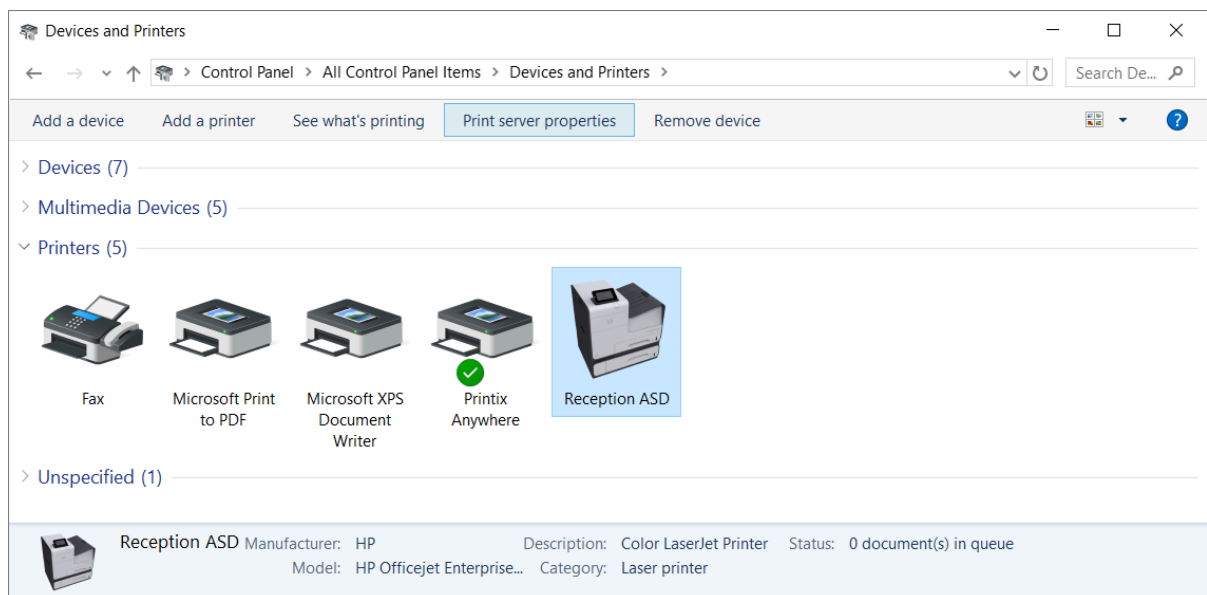 Devices and Printers
Control Panel > All Control Panel Items > Devices and Printers >
Search De...
Add a device Add a printer See what's printing Print server properties Remove device ?
Devices (7)
Multimedia Devices (5)
Printers (5)
Fax
Microsoft Print
to PDF
Microsoft XPS
Document
Writer
Printix
Anywhere
Reception ASD
Unspecified (1)
Reception ASD Manufacturer: HP Description: Color LaserJet Printer Status: 0 document(s) in queue
Model: HP Officejet Enterprise... Category: Laser printer